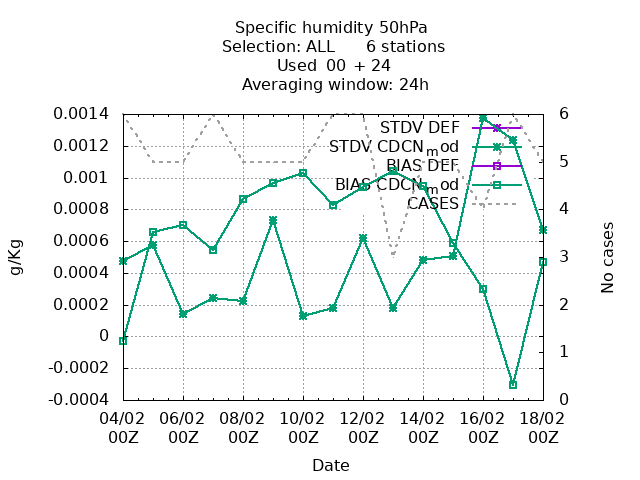 Specific humidity 50hPa
Selection: ALL 6 stations
Used 00 + 24
Averaging window: 24h
0.0014
0.0012
0.001
0.0008
0.0006
0.0004
0.0002
0
-0.0002
-0.0004
g/Kg
STDV DEF
STDV CDCN_mod
BIAS DEF
BIAS CDCN_mod
CASES
6
5
4
3
2
1
0
No cases
04/02 06/02 08/02 10/02 12/02 14/02 16/02 18/02
00Z 00Z 00Z 00Z 00Z 00Z 00Z 00Z
Date